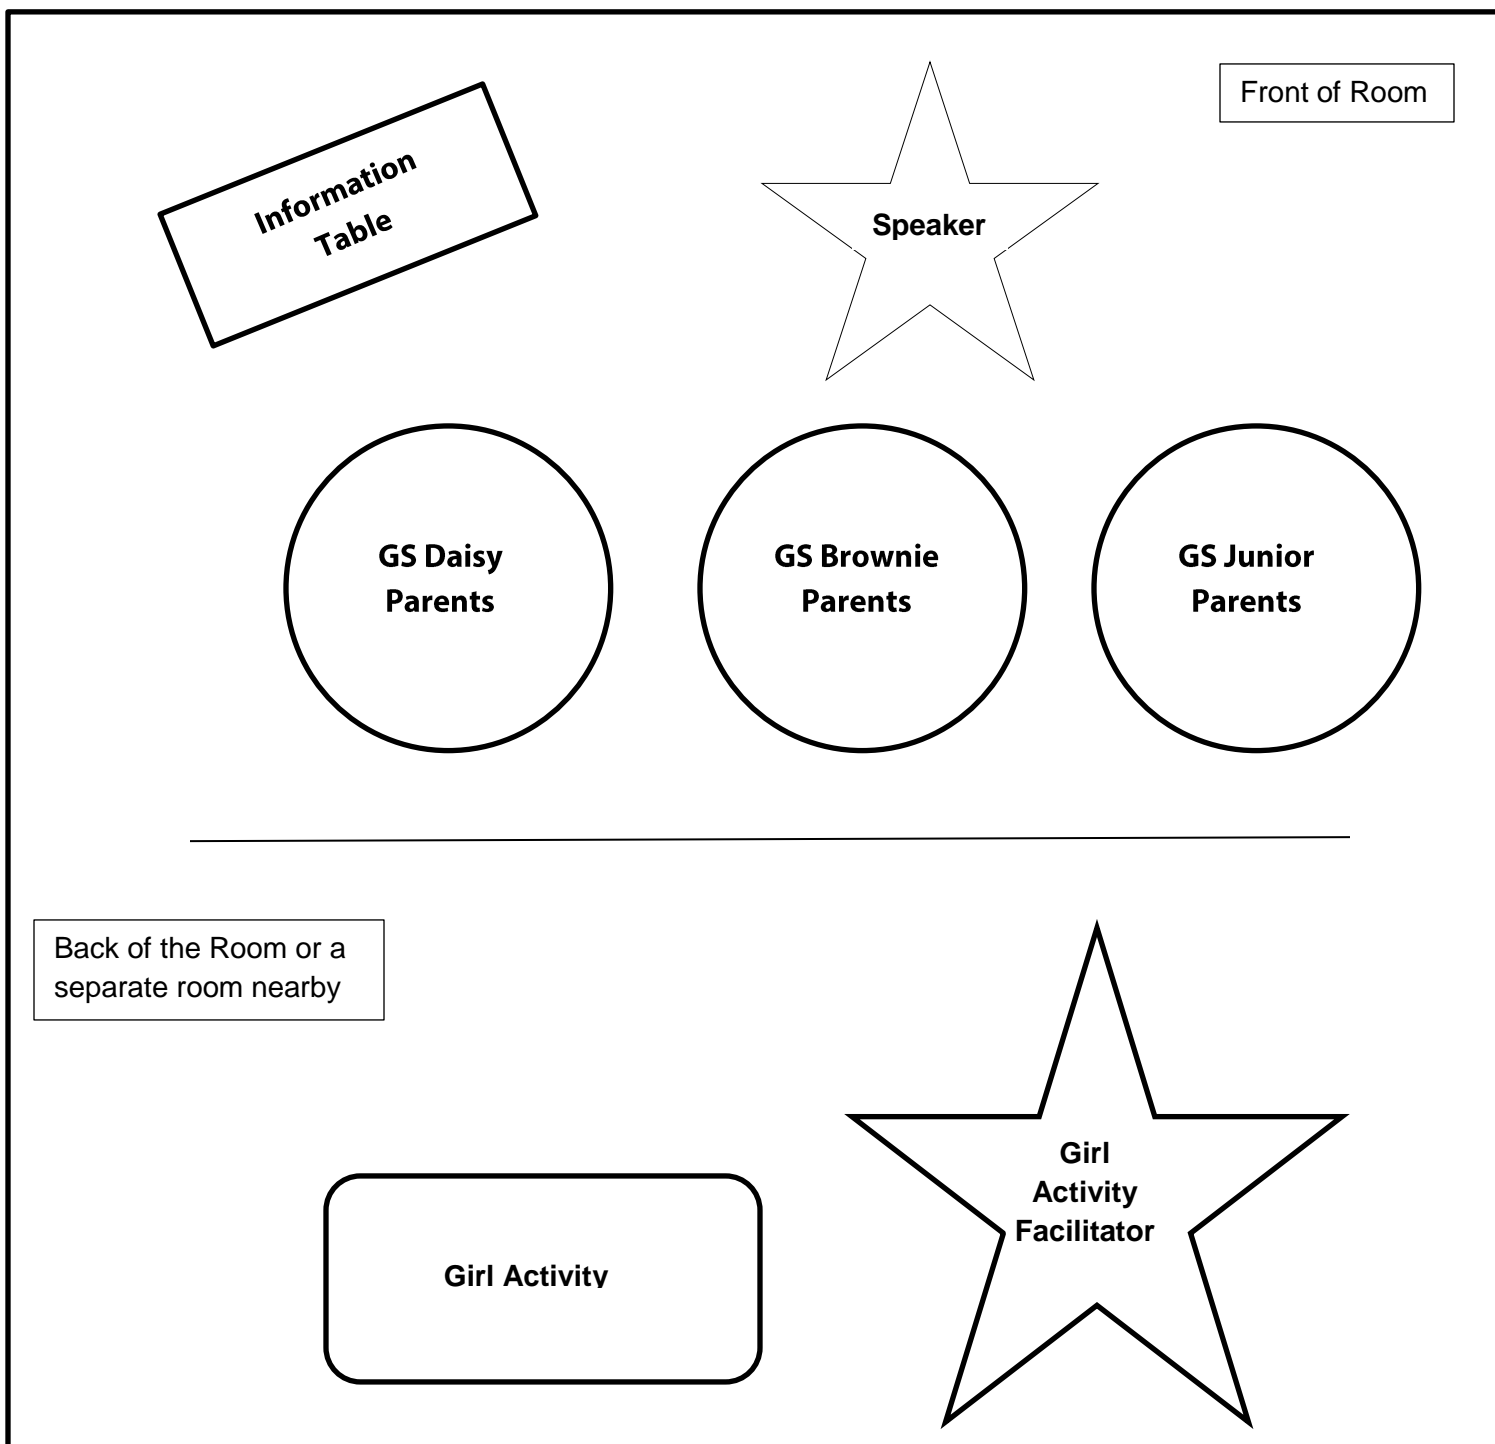 Front of Room
Information
Table
Speaker
GS Daisy
Parents
GS Brownie
Parents
GS Junior
Parents
Back of the Room or a
separate room nearby
Girl
Activity
Facilitator
Girl Activity